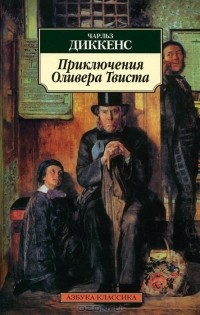 ЧАРЛЬЗ
ДИККЕНС
Приключения
Оливера Твиста
АЗБУКА-КЛАССИКА